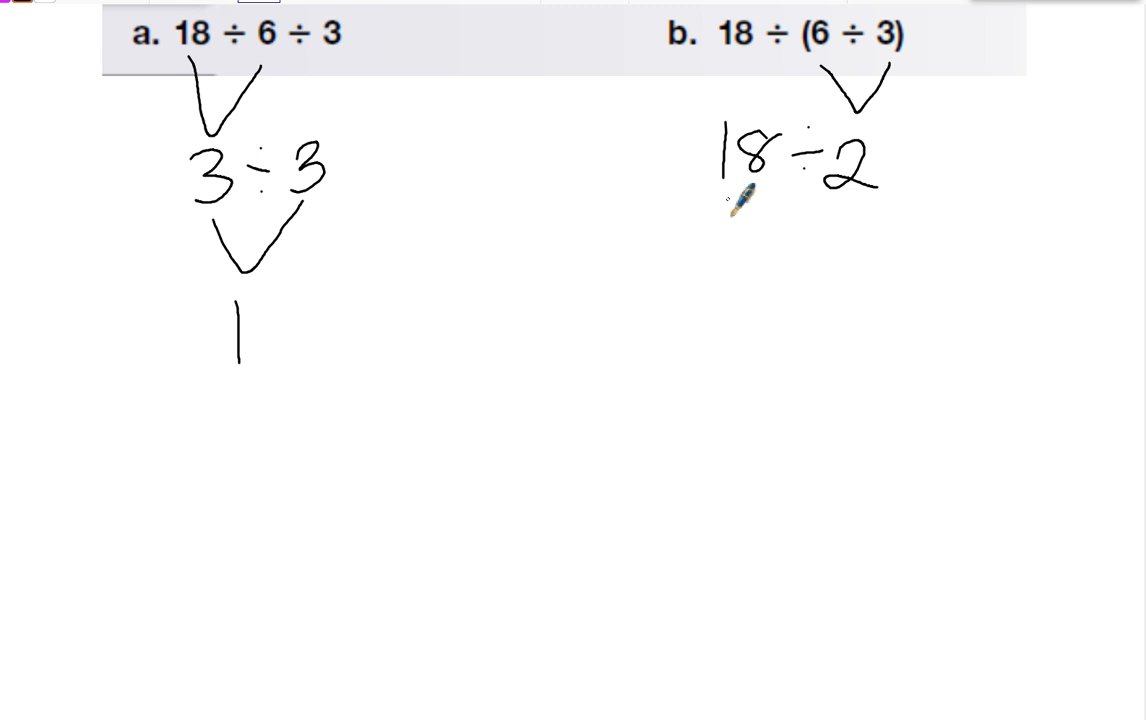 a. 18 ÷ 6 ÷ 3
b. 18 ÷ (6 ÷ 3)
3 ÷ 3
18 ÷ 2
1